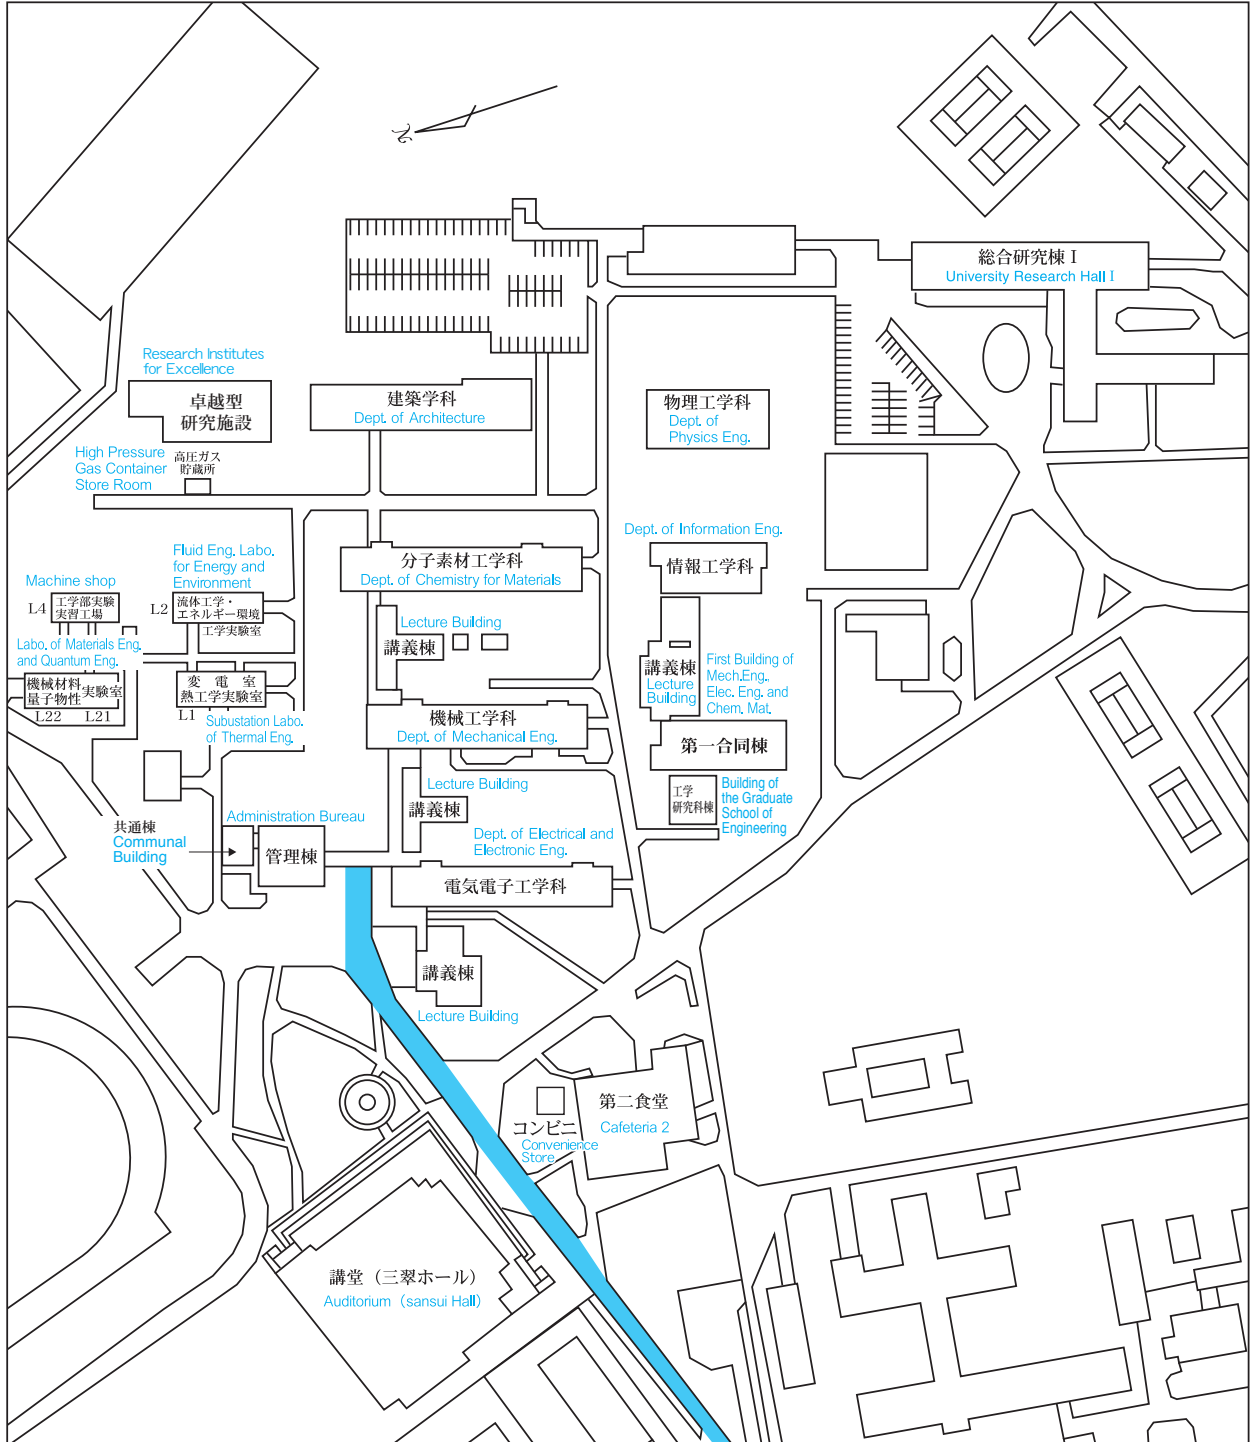 N
総合研究棟 I
University Research Hall I
Research Institutes
for Excellence
卓越型
研究施設
建築学科
Dept. of Architecture
物理工学科
Dept. of
Physics Eng.
High Pressure
Gas Container
Store Room
高圧ガス
貯蔵所
Dept. of Information Eng.
情報工学科
Fluid Eng. Labo.
for Energy and
Environment
分子素材工学科
Dept. of Chemistry for Materials
Machine shop
L4
工学部実験
実習工場
L2
流体工学・
エネルギー環境
工学実験室
Lecture Building
講義棟
Labo. of Materials Eng.
and Quantum Eng.
機械材料
量子物性
実験室
L22
L21
変電室
熱工学実験室
L1
Subustation Labo.
of Thermal Eng.
講義棟
Lecture
Building
First Building of
Mech.Eng.,
Elec. Eng. and
Chem. Mat.
機械工学科
Dept. of Mechanical Eng.
第一合同棟
Lecture Building
講義棟
工学
研究科棟
Building of
the Graduate
School of
Engineering
共通棟
Communal
Building
Administration Bureau
管理棟
Dept. of Electrical and
Electronic Eng.
電気電子工学科
講義棟
Lecture Building
コンビニ
Convenience
Store
第二食堂
Cafeteria 2
講堂（三翠ホール）
Auditorium（sansui Hall）